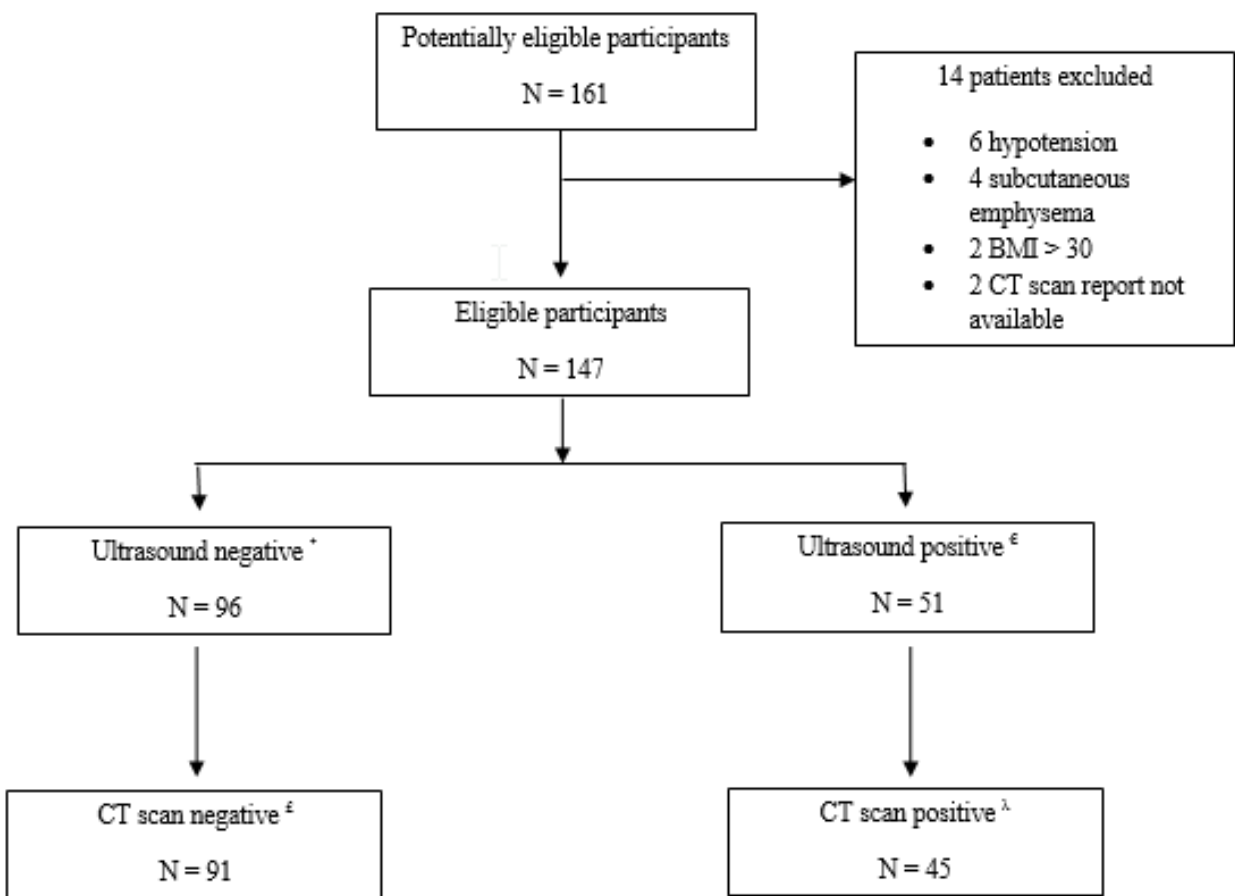 Potentially eligible participants
N = 161
14 patients excluded
• 6 hypotension
• 4 subcutaneous
emphysema
• 2 BMI > 30
• 2 CT scan report not
available
Eligible participants
N = 147
Ultrasound negative *
N = 96
Ultrasound positive €
N = 51
CT scan negative £
N = 91
CT scan positive λ
N = 45